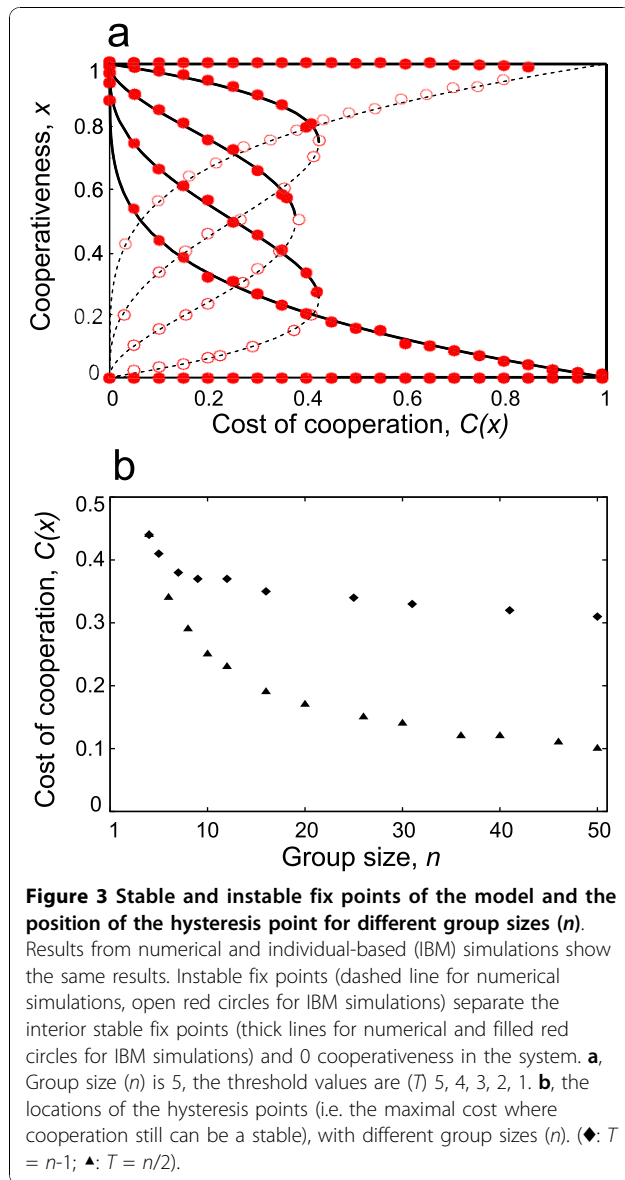 a
1
0.8
0.6
0.4
0.2
0
Cooperativeness, x
0 0.2 0.4 0.6 0.8 1
Cost of cooperation, C(x)
b
0.5
0.4
0.3
0.2
0.1
0
Cost of cooperation, C(x)
1 10 20 30 40 50
Group size, n
Figure 3 Stable and instable fix points of the model and the
position of the hysteresis point for different group sizes (n).
Results from numerical and individual-based (IBM) simulations show
the same results. Instable fix points (dashed line for numerical
simulations, open red circles for IBM simulations) separate the
interior stable fix points (thick lines for numerical and filled red
circles for IBM simulations) and 0 cooperativeness in the system. a,
Group size (n) is 5, the threshold values are (T) 5, 4, 3, 2, 1. b, the
locations of the hysteresis points (i.e. the maximal cost where
cooperation still can be a stable), with different group sizes (n). (♦: T
= n-1; ▲: T = n/2).